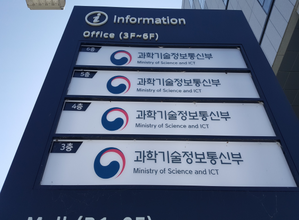 i Information
Office (3F-6F)
6층
과학기술정보통신부
Ministry of Science and ICT
5층
과학기술정보통신부
Ministry of Science and ICT
4층
과학기술정보통신부
Ministry of Science and ICT
3층
과학기술정보통신부
Ministry of Science and ICT